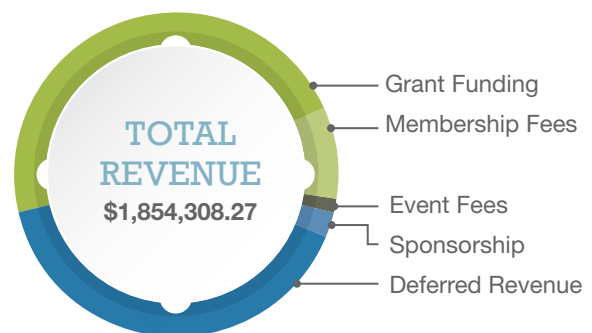 TOTAL
REVENUE
$1,854,308.27
Grant Funding
Membership Fees
Event Fees
Sponsorship
Deferred Revenue